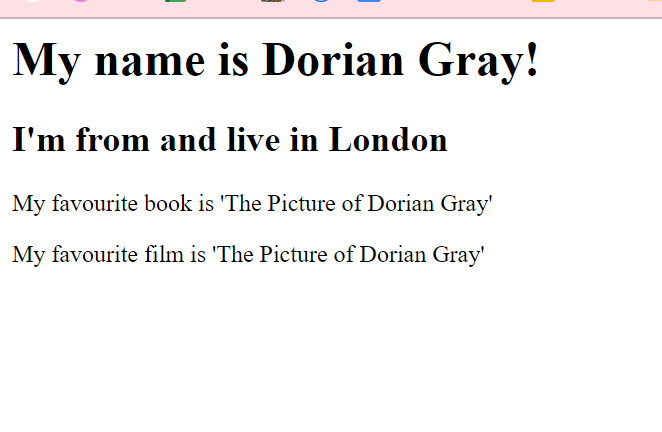 My name is Dorian Gray!
I'm from and live in London
My favourite book is 'The Picture of Dorian Gray'
My favourite film is 'The Picture of Dorian Gray'